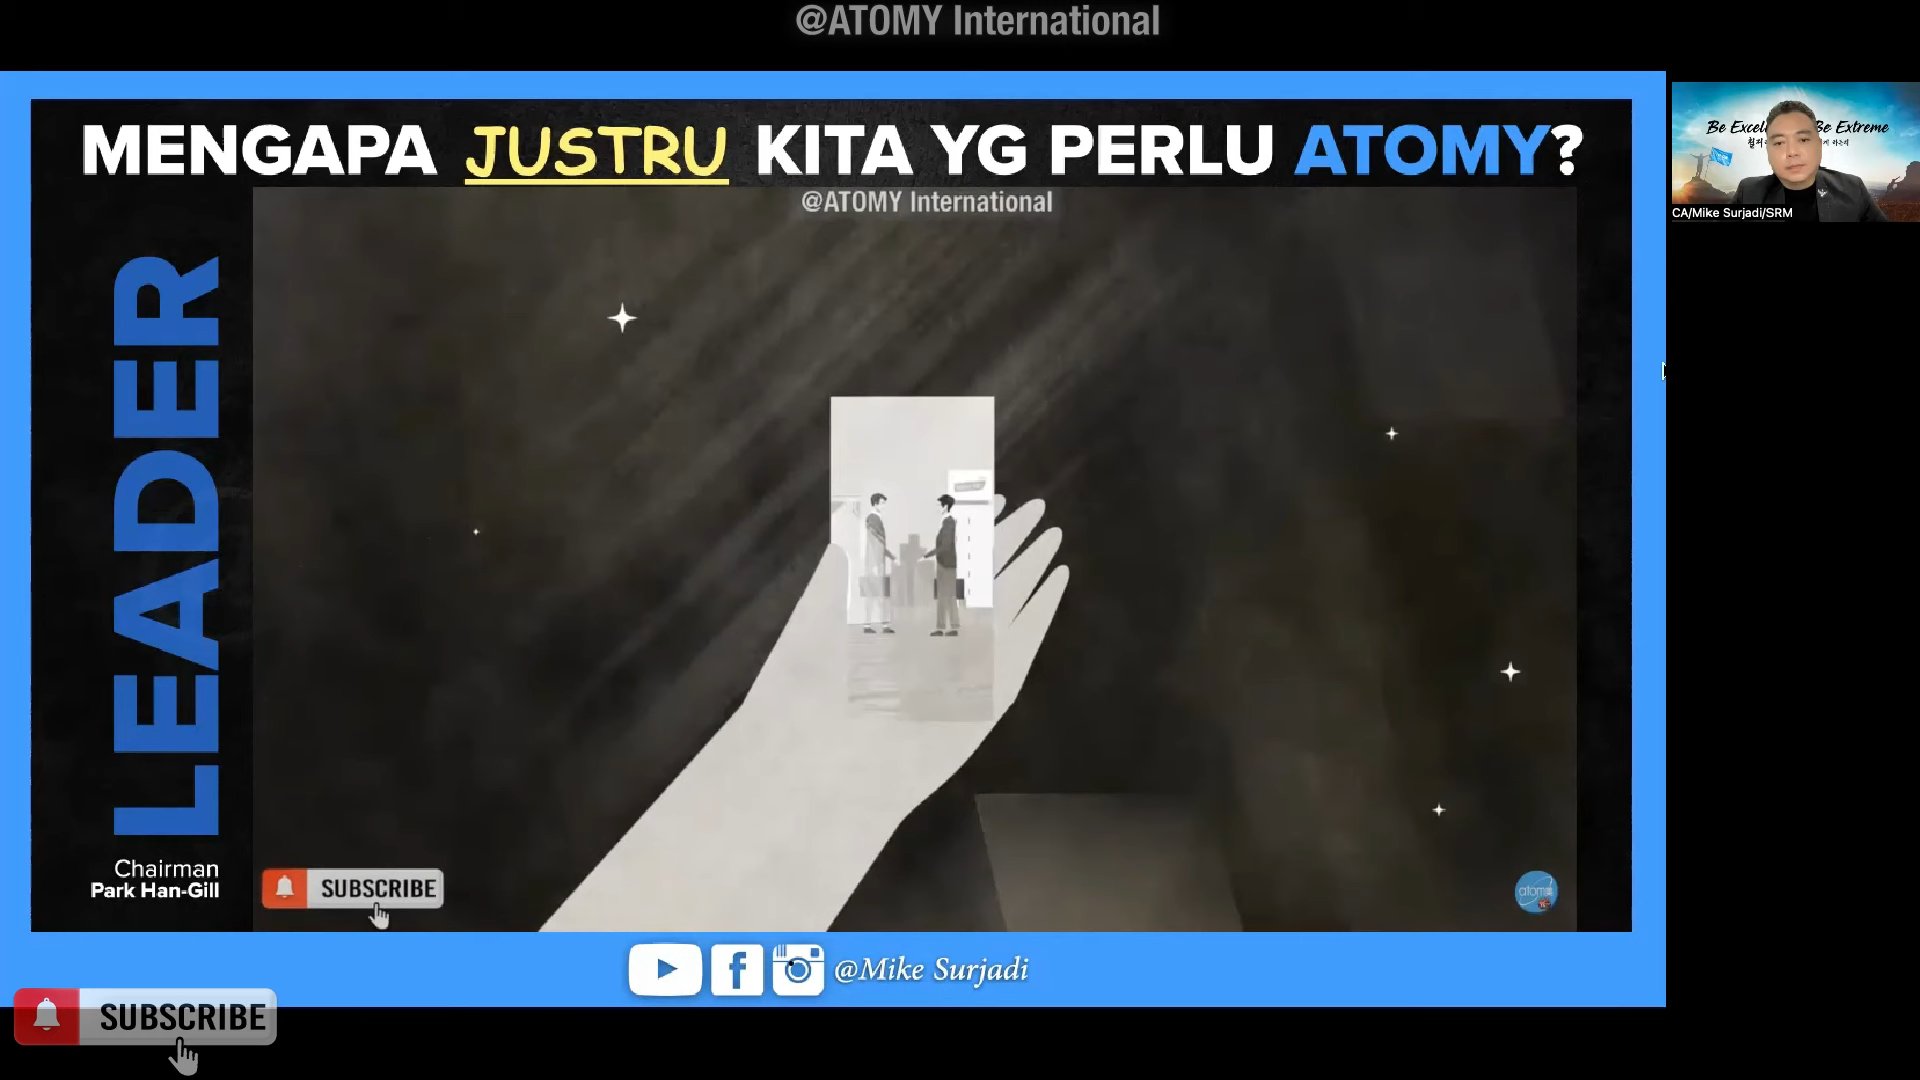 @ATOMY International
MENGAPA JUSTRU KITA YG PERLU ATOMY?
@ATOMY International
LEADER
Chairman
Park Han-Gill
SUBSCRIBE
atomy
@Mike Surjadi
SUBSCRIBE
Be Excel Be Extreme
CA/Mike Surjadi/SRM